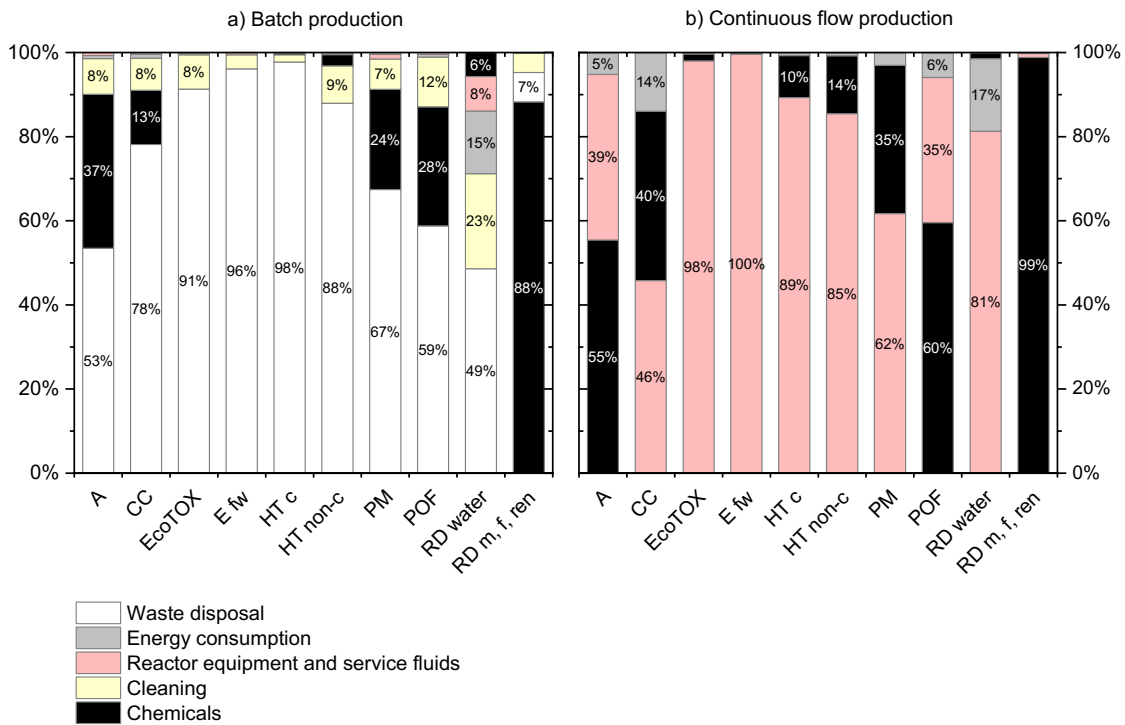 a) Batch production
b) Continuous flow production
100%
80%
60%
40%
20%
0%
8%
37%
53%
8%
13%
78%
8%
91%
96%
98%
9%
88%
7%
24%
67%
12%
28%
59%
6%
8%
15%
23%
49%
7%
88%
A
CC
EcoTOX
E fw
HT c
HT non-c
PM
POF
RD water
RD m, f, ren
5%
39%
55%
14%
40%
46%
98%
100%
10%
89%
14%
85%
35%
62%
6%
35%
60%
17%
81%
99%
100%
80%
60%
40%
20%
0%
A
CC
EcoTOX
E fw
HT c
HT non-c
PM
POF
RD water
RD m, f, ren
Waste disposal
Energy consumption
Reactor equipment and service fluids
Cleaning
Chemicals